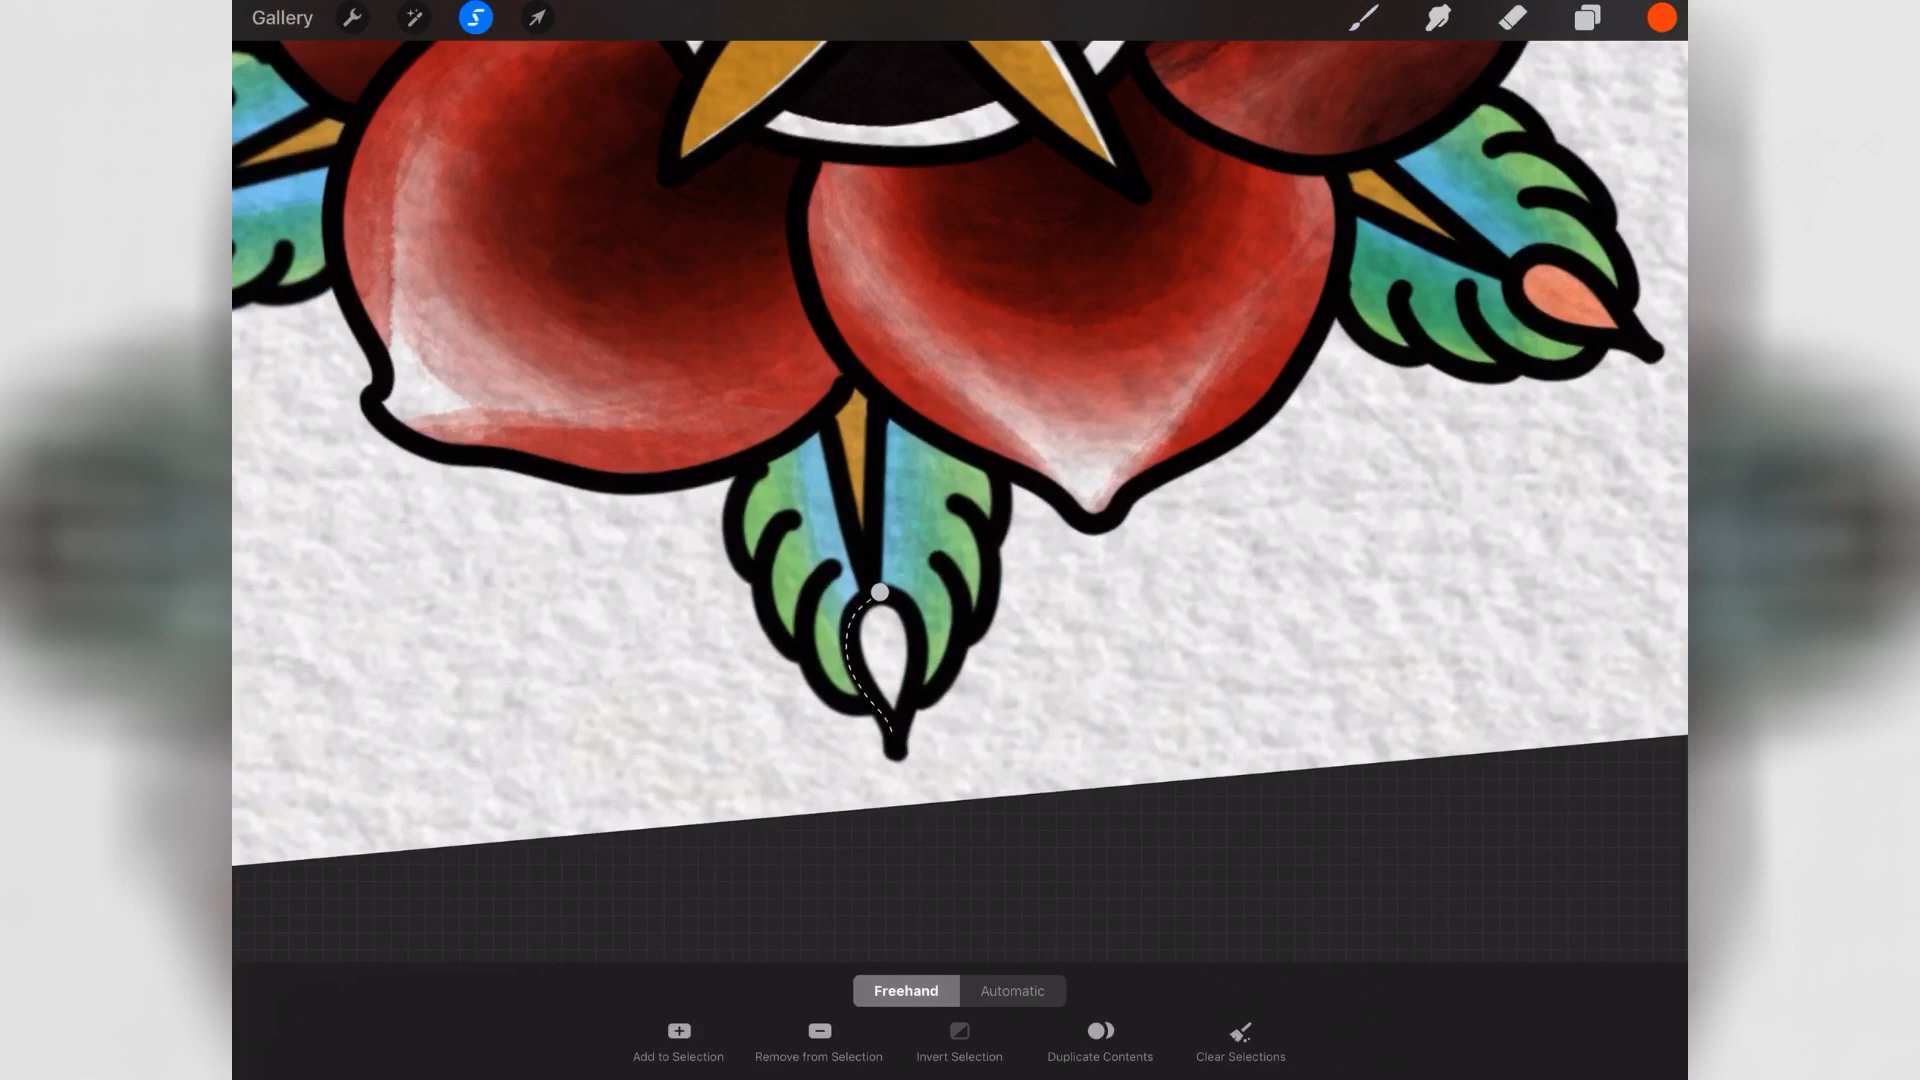 Gallery
Freehand Automatic
Add to Selection Remove from Selection Invert Selection Duplicate Contents Clear Selections